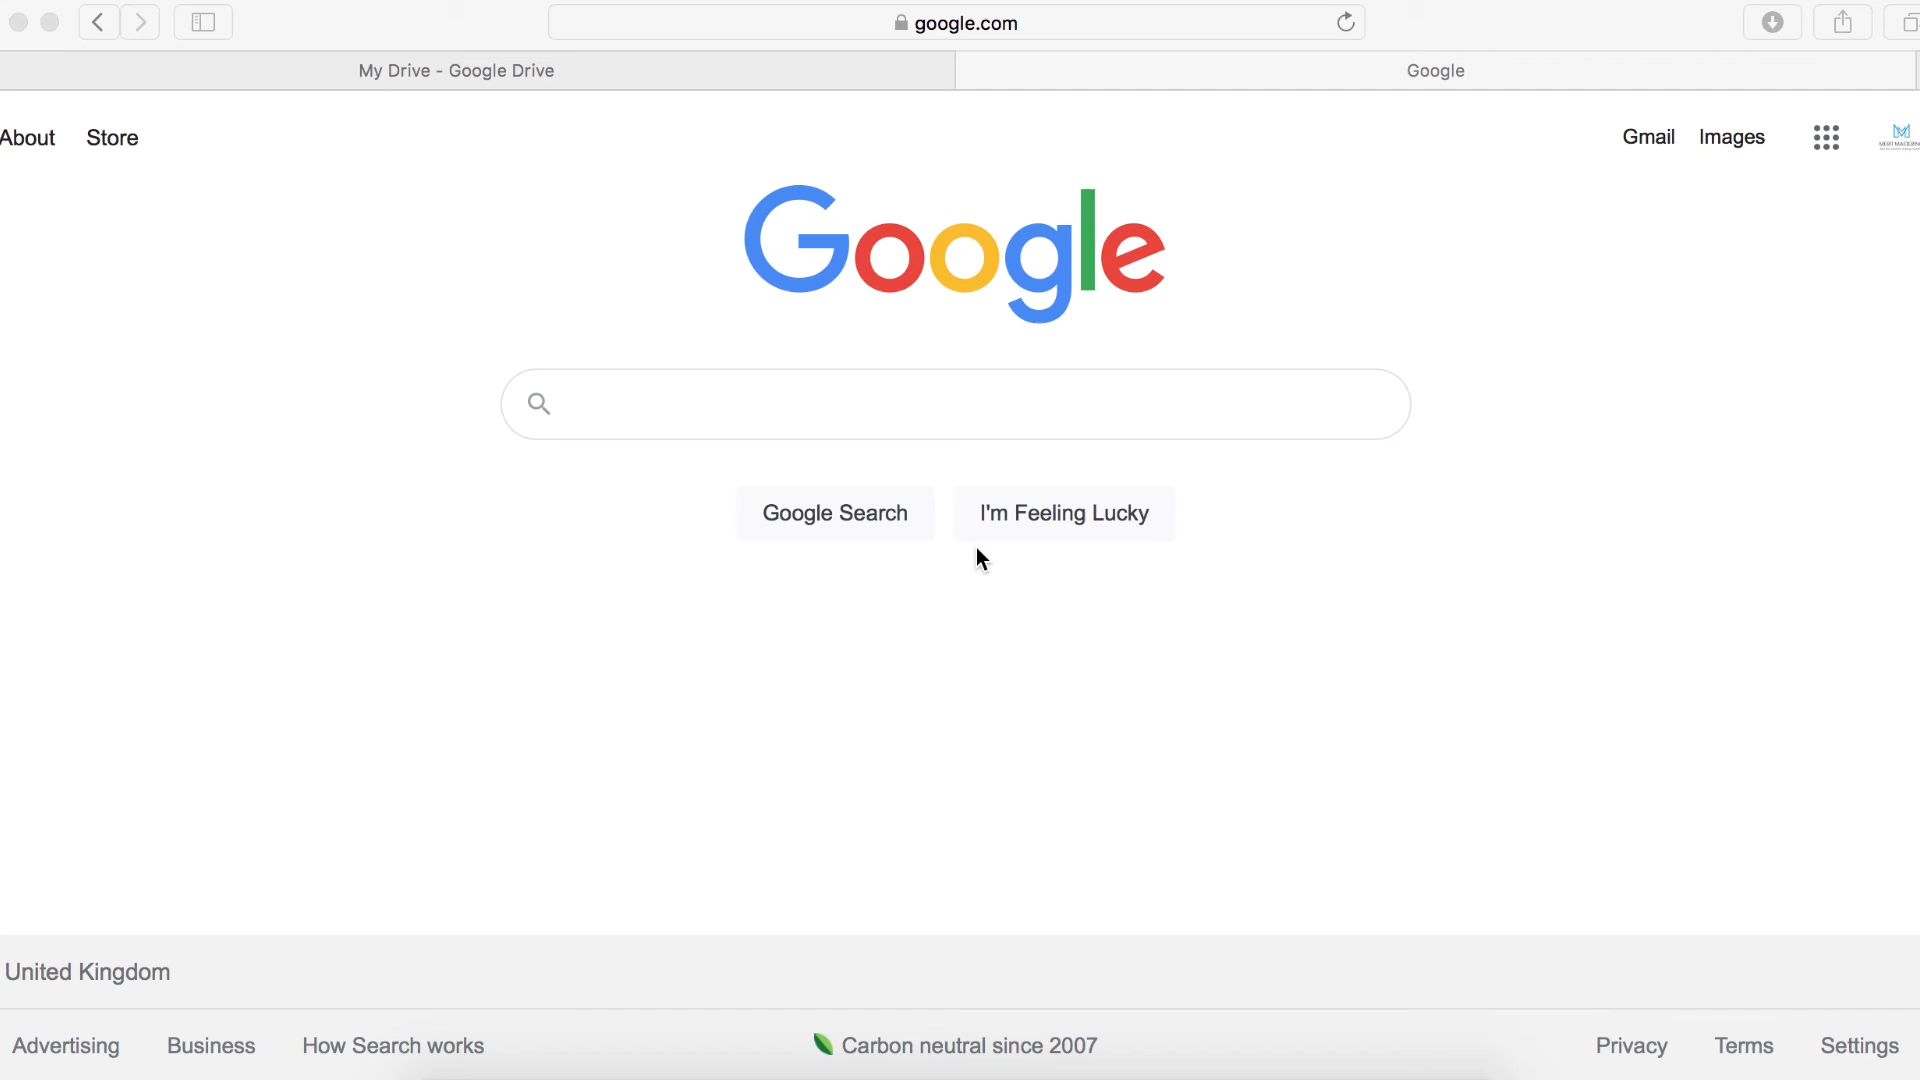 google.com
My Drive - Google Drive
Google
About
Store
Gmail
Images
Google
Google Search
I'm Feeling Lucky
United Kingdom
Advertising
Business
How Search works
Carbon neutral since 2007
Privacy
Terms
Settings